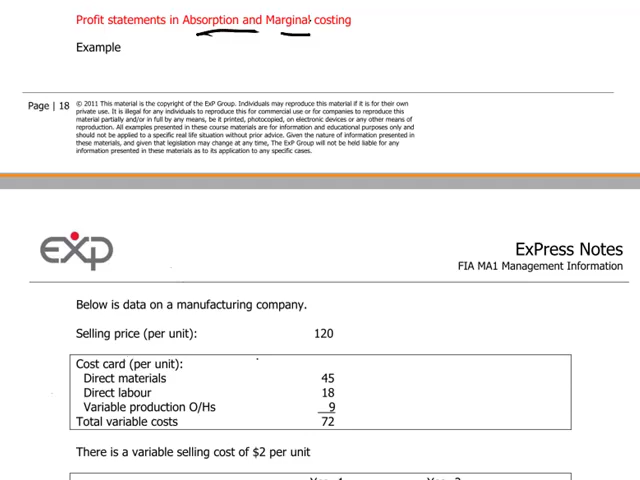 Profit statements in Absorption and Marginal costing
Example
Page | 18
© 2011 This material is the copyright of the ExP Group. Individuals may reproduce this material if it is for their own
private use. It is illegal for any individuals to reproduce this for commercial use or for companies to reproduce this
material partially and/or in full by any means, be it printed, photocopied, on electronic devices or any other means of
reproduction. All examples presented in these course materials are for information and educational purposes only and
should not be applied to a specific real life situation without prior advice. Given the nature of information presented in
these materials, and given that legislation may change at any time, The ExP Group will not be held liable for any
information presented in these materials as to its application to any specific cases.
exp
ExPress Notes
FIA MA1 Management Information
Below is data on a manufacturing company.
Selling price (per unit): 120
Cost card (per unit):
Direct materials 45
Direct labour 18
Variable production O/Hs 9
Total variable costs 72
There is a variable selling cost of $2 per unit